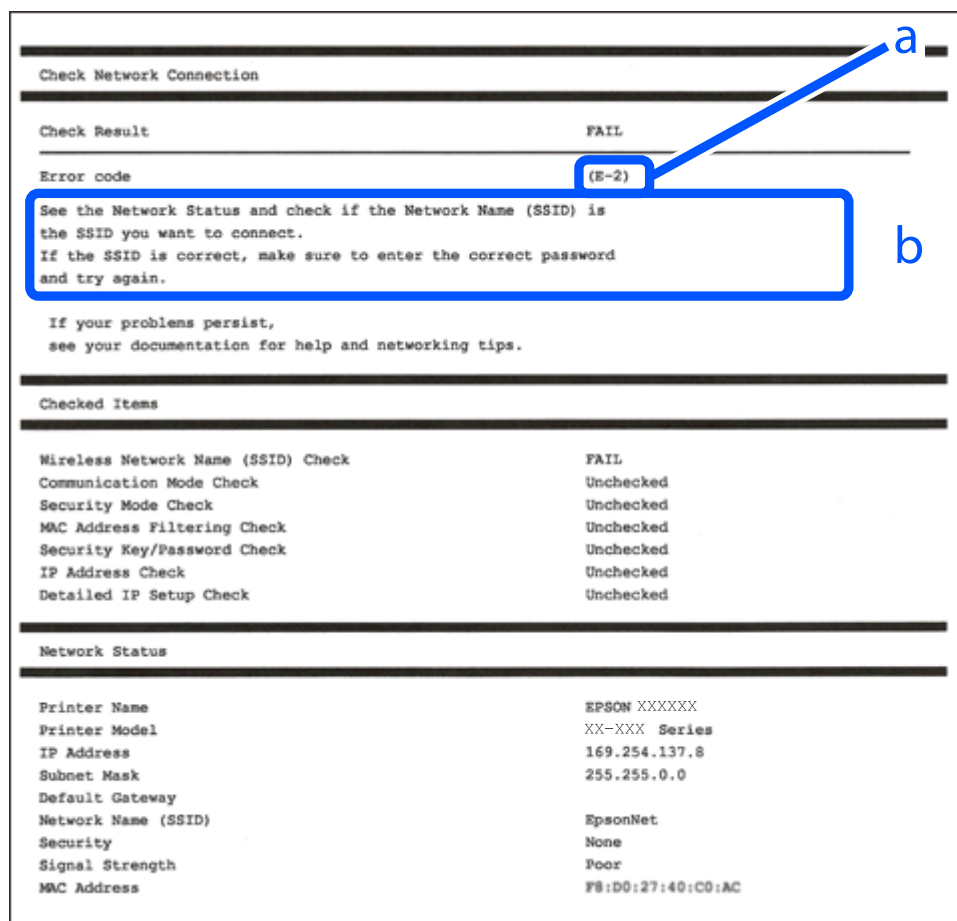 a
Check Network Connection
Check Result FAIL
Error code (E-2)
See the Network Status and check if the Network Name (SSID) is
the SSID you want to connect.
If the SSID is correct, make sure to enter the correct password
and try again.
b
If your problems persist,
see your documentation for help and networking tips.
Checked Items
Wireless Network Name (SSID) Check FAIL
Communication Mode Check Unchecked
Security Mode Check Unchecked
MAC Address Filtering Check Unchecked
Security Key/Password Check Unchecked
IP Address Check Unchecked
Detailed IP Setup Check Unchecked
Network Status
Printer Name EPSON XXXXXX
Printer Model XX-XXX Series
IP Address 169.254.137.8
Subnet Mask 255.255.0.0
Default Gateway
Network Name (SSID) EpsonNet
Security None
Signal Strength Poor
MAC Address F8:D0:27:40:C0:AC